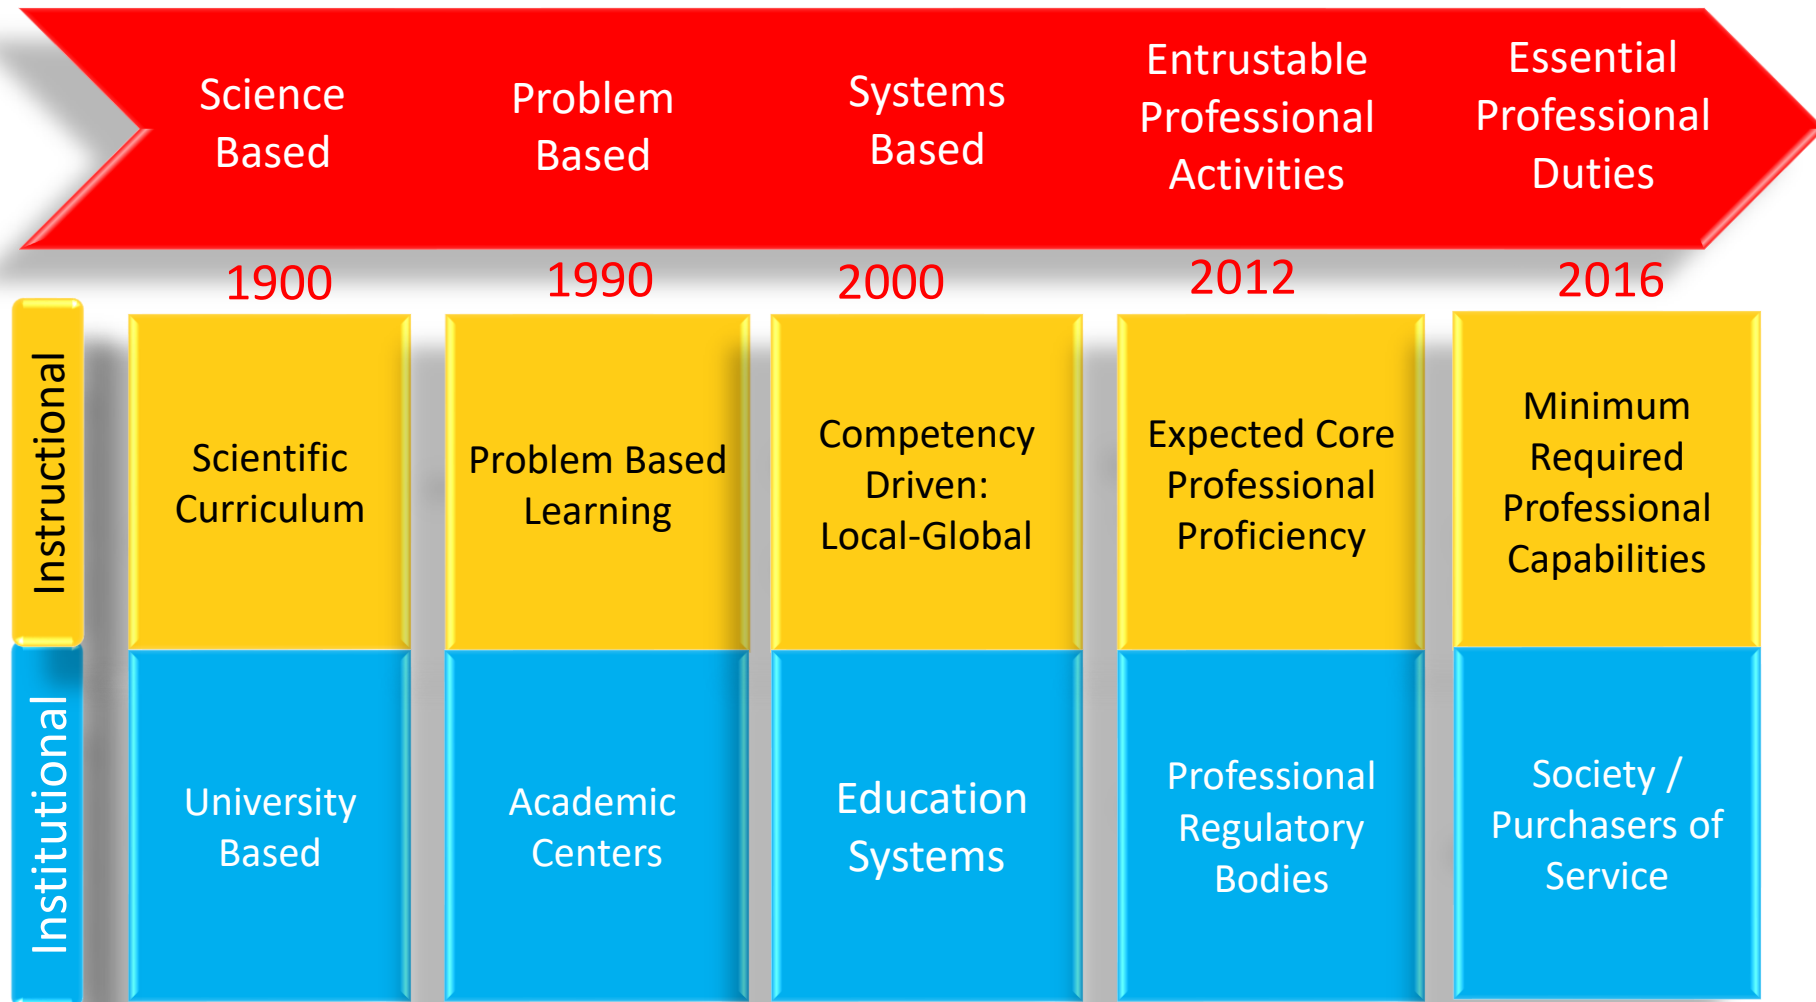 Science
Based
Problem
Based
Systems
Based
Entrustable
Professional
Activities
Essential
Professional
Duties
1900
1990
2000
2012
2016
Instructional
Scientific
Curriculum
Problem Based
Learning
Competency
Driven:
Local-Global
Expected Core
Professional
Proficiency
Minimum
Required
Professional
Capabilities
Institutional
University
Based
Academic
Centers
Education
Systems
Professional
Regulatory
Bodies
Society /
Purchasers of
Service